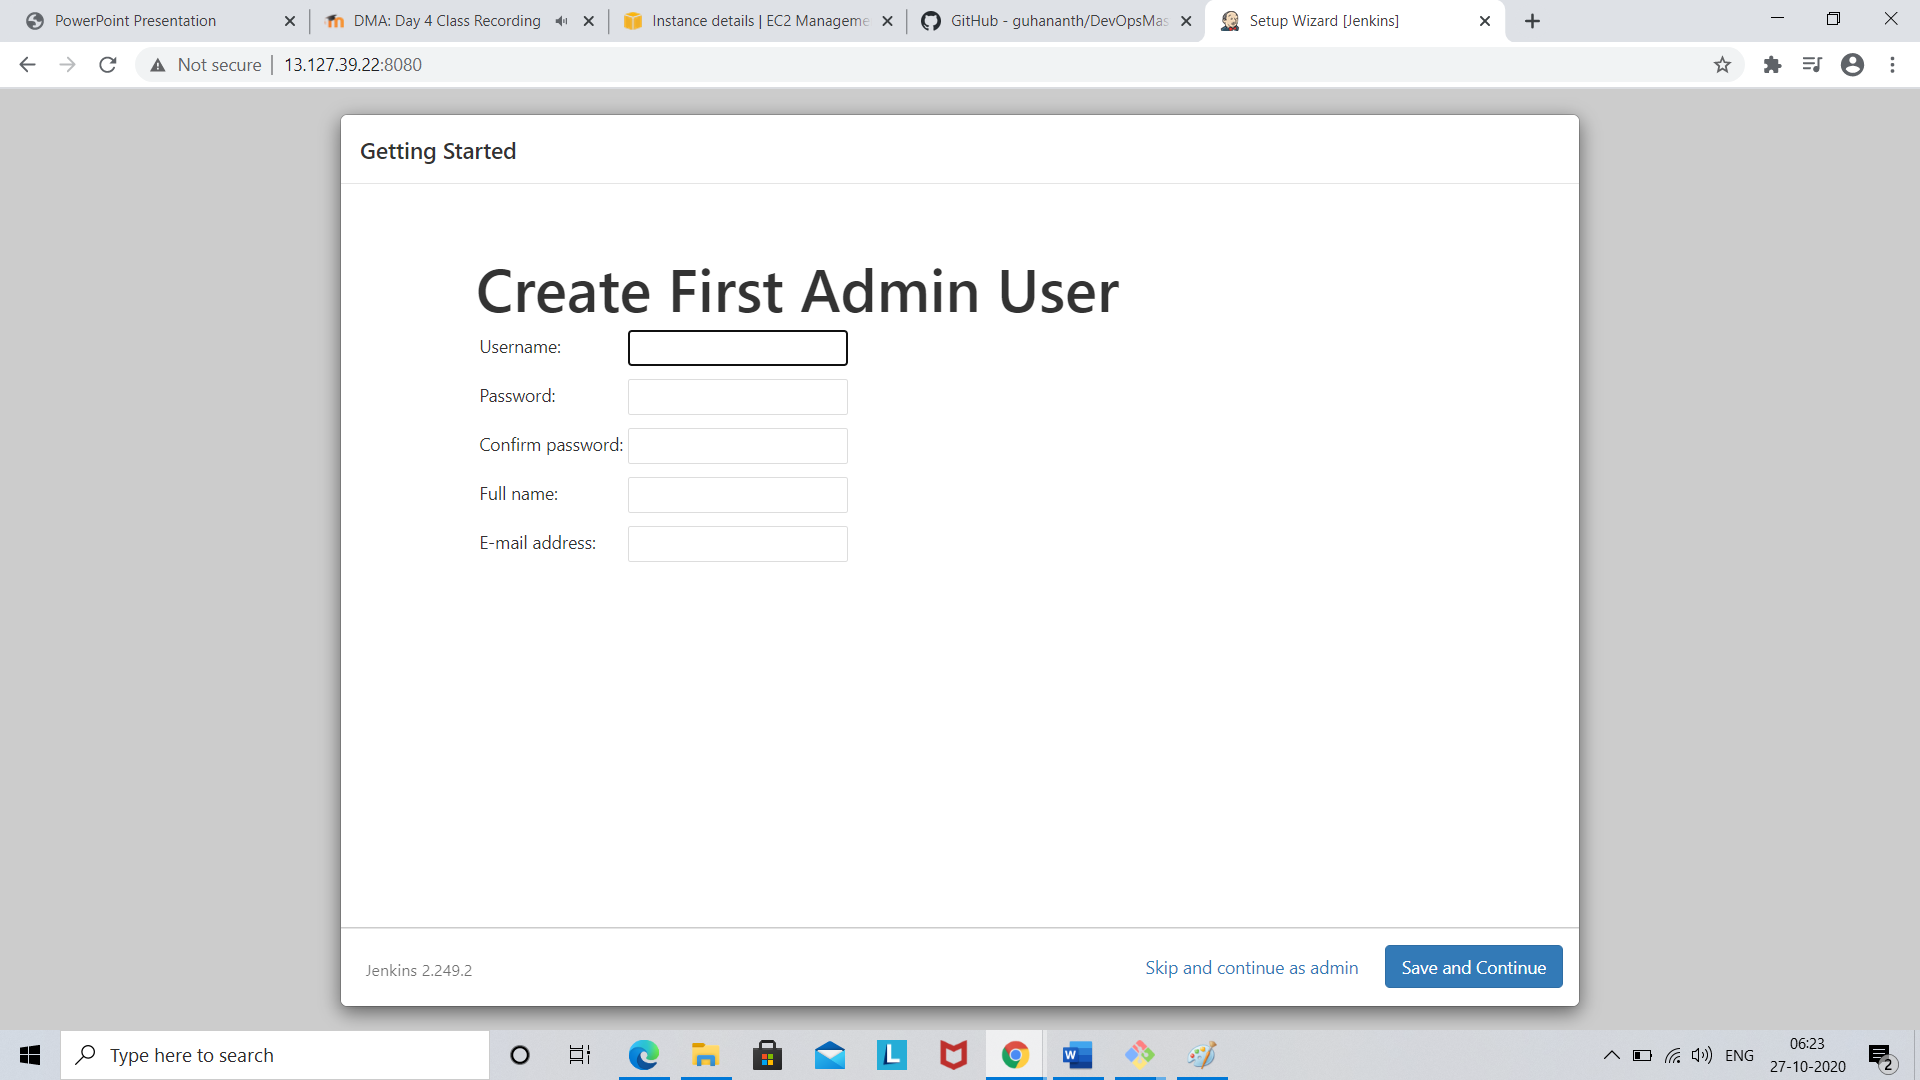 PowerPoint Presentation
DMA: Day 4 Class Recording
Instance details | EC2 Manageme
GitHub - guhananth/DevOpsMas
Setup Wizard [Jenkins]
Not secure | 13.127.39.22:8080
Getting Started
Create First Admin User
Username:
Password:
Confirm password:
Full name:
E-mail address:
Jenkins 2.249.2
Skip and continue as admin
Save and Continue
Type here to search
L
W
ENG
06:23
27-10-2020
2